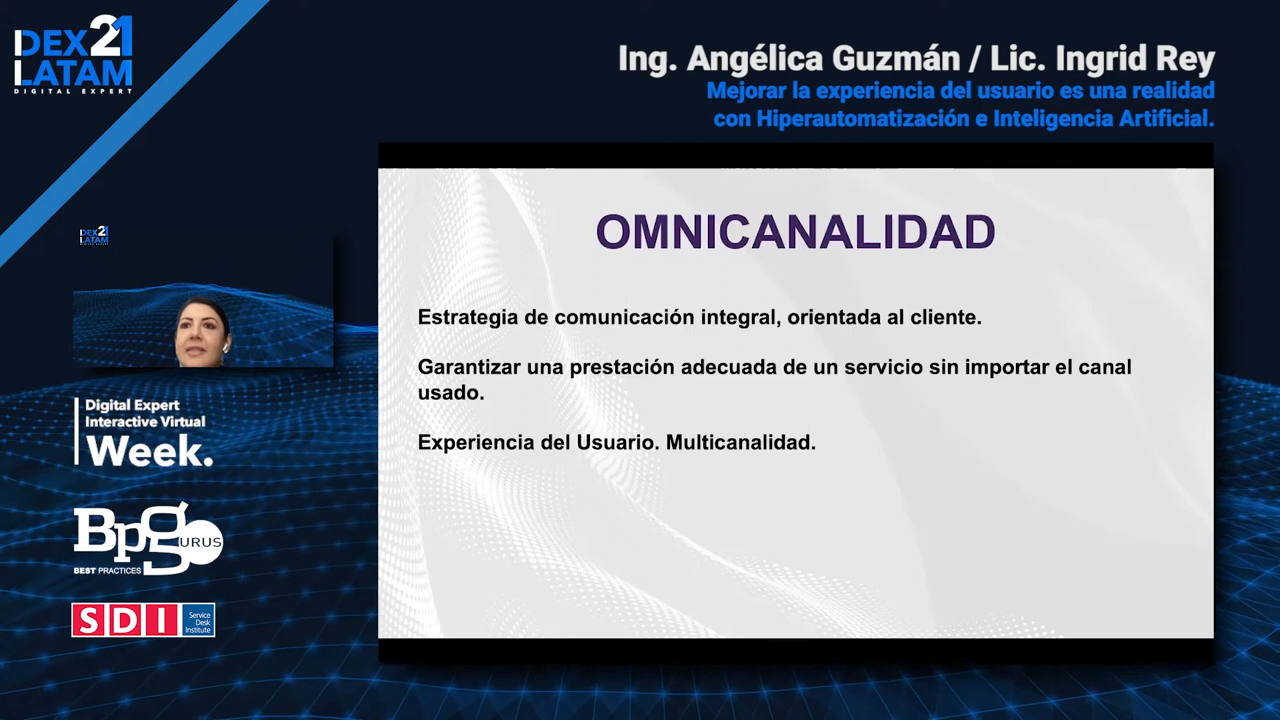 DEX21
LATAM
DIGITAL EXPERT
Ing. Angélica Guzmán / Lic. Ingrid Rey
Mejorar la experiencia del usuario es una realidad
con Hiperautomatización e Inteligencia Artificial.
OMNICANALIDAD
Estrategia de comunicación integral, orientada al cliente.
Garantizar una prestación adecuada de un servicio sin importar el canal
usado.
Experiencia del Usuario. Multicanalidad.
DEX21
LATAM
Digital Expert
Interactive Virtual
Week.
Bpg
URUS
BEST PRACTICES
SDI
Service
Desk
Institute